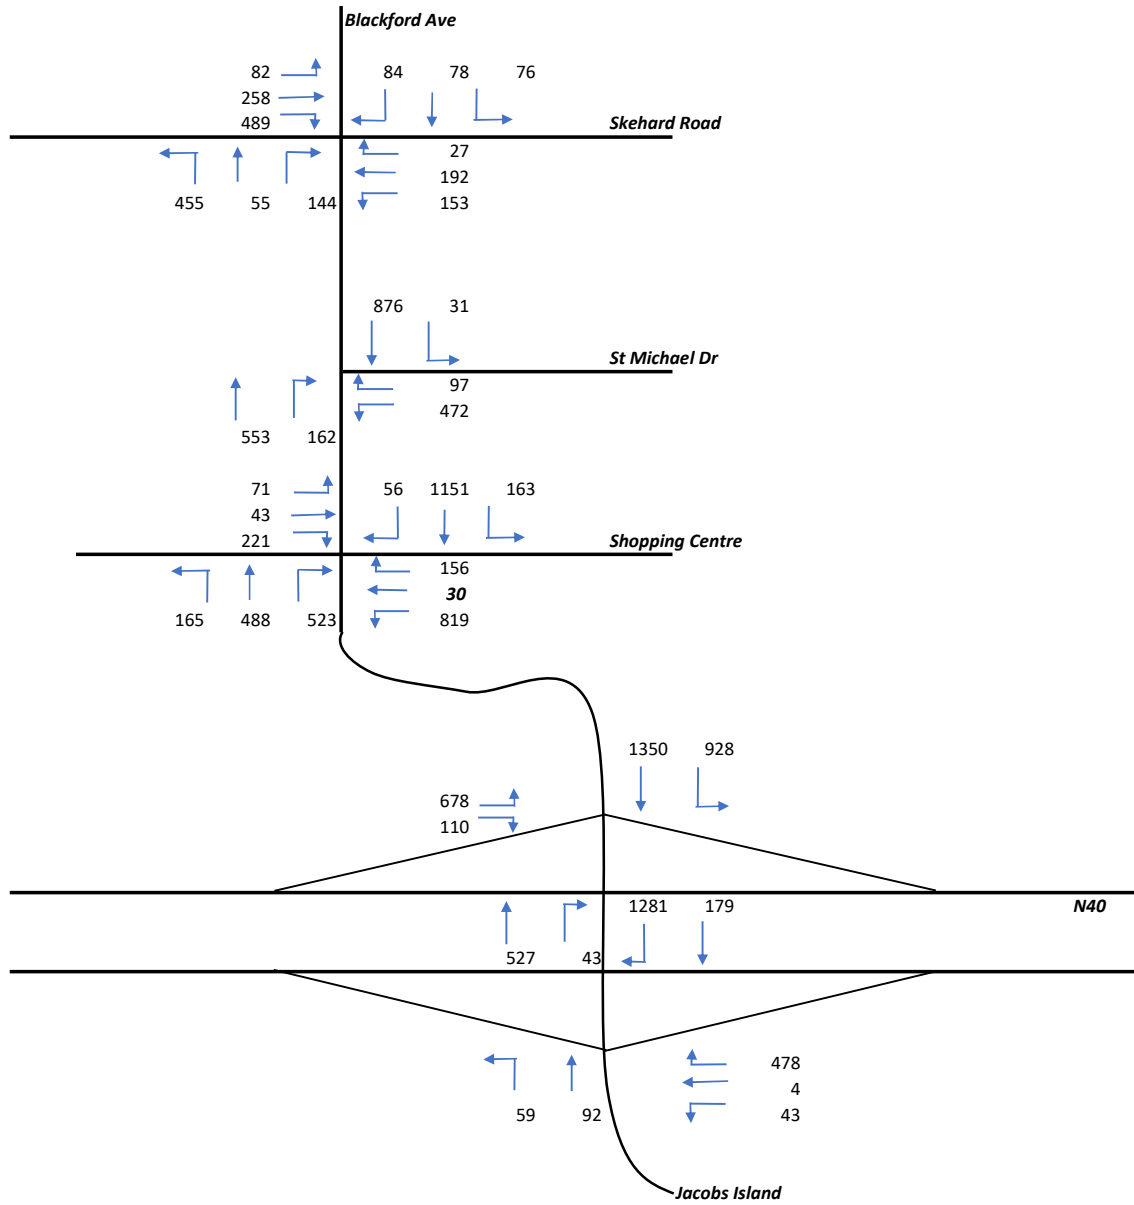 Blackford Ave
82 84 78 76
258
489 Skehard Road
27
192
455 55 144 153
876 31
St Michael Dr
97
472
553 162
71 56 1151 163
43
221 Shopping Centre
156
30
165 488 523 819
1350 928
678
110
1281 179 N40
527 43
478
4
59 92 43
Jacobs Island